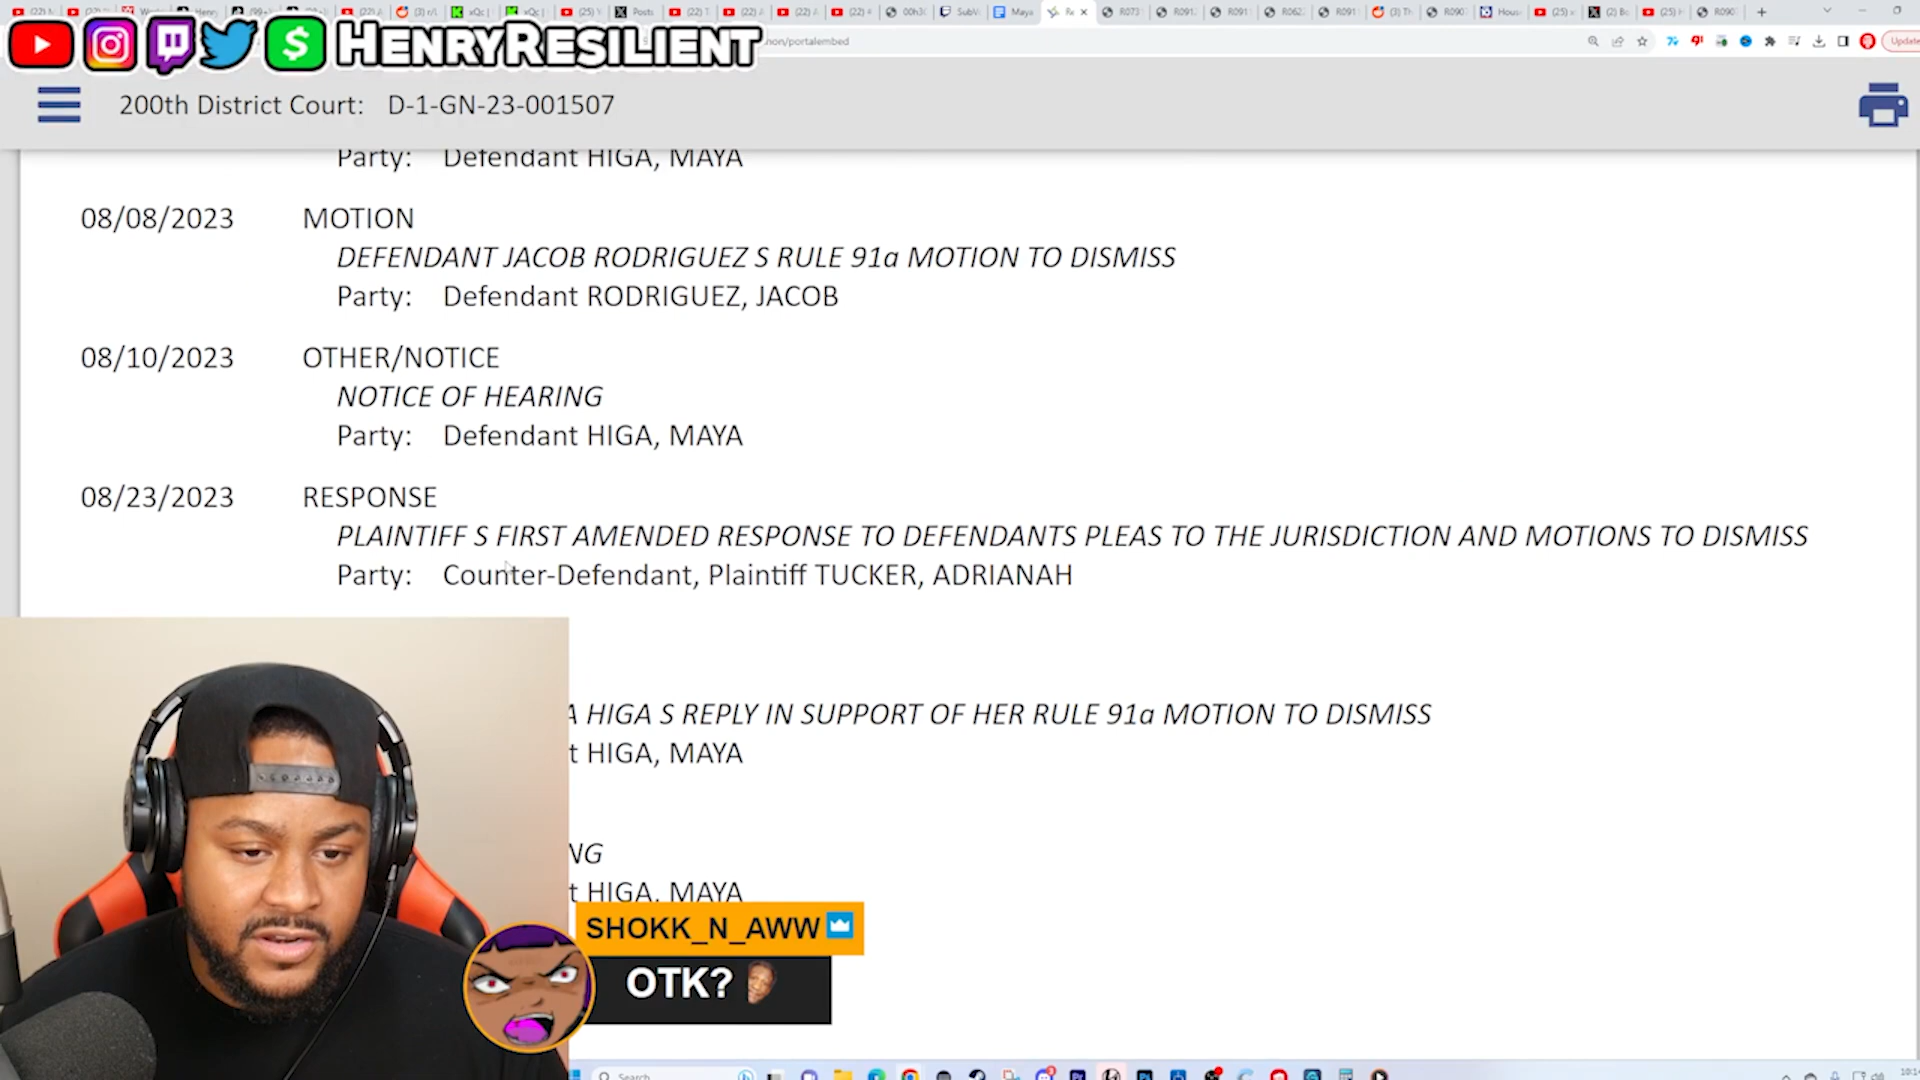 HENRYRESILIENT
non/portalembed
Update
200th District Court: D-1-GN-23-001507
Party: Defendant HIGA, MAYA
08/08/2023 MOTION
DEFENDANT JACOB RODRIGUEZ S RULE 91a MOTION TO DISMISS
Party: Defendant RODRIGUEZ, JACOB
08/10/2023 OTHER/NOTICE
NOTICE OF HEARING
Party: Defendant HIGA, MAYA
08/23/2023 RESPONSE
PLAINTIFF S FIRST AMENDED RESPONSE TO DEFENDANTS PLEAS TO THE JURISDICTION AND MOTIONS TO DISMISS
Party: Counter-Defendant, Plaintiff TUCKER, ADRIANAH
A HIGA S REPLY IN SUPPORT OF HER RULE 91a MOTION TO DISMISS
t HIGA, MAYA
NG
t HIGA, MAYA
SHOKK_N_AWW
OTK?
Search